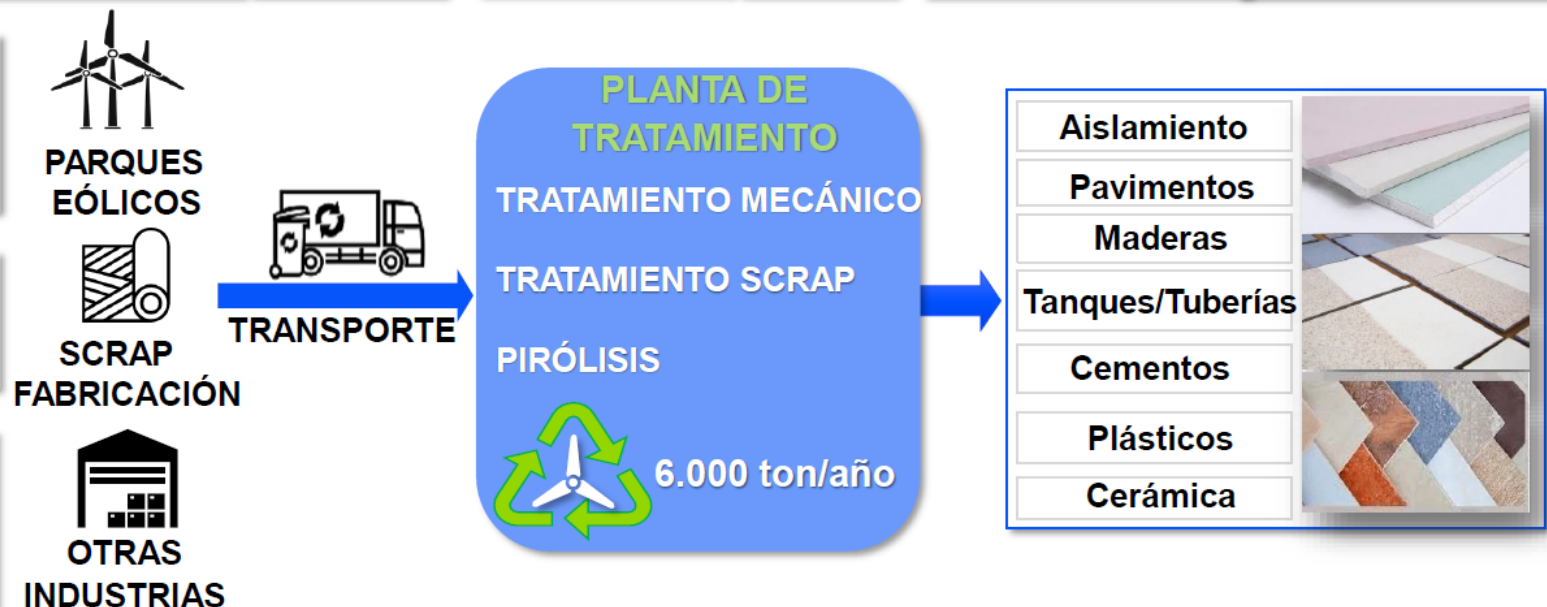 PARQUES
EÓLICOS
SCRAP
FABRICACIÓN
OTRAS
INDUSTRIAS
TRANSPORTE
PLANTA DE
TRATAMIENTO
TRATAMIENTO MECÁNICO
TRATAMIENTO SCRAP
PIRÓLISIS
6.000 ton/año
Aislamiento
Pavimentos
Maderas
Tanques/Tuberías
Cementos
Plásticos
Cerámica